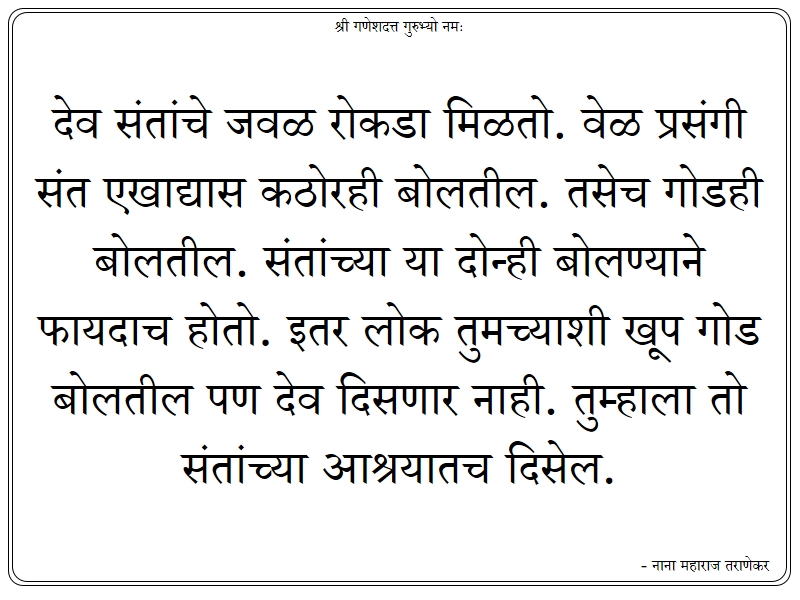 श्री गणेशदत्त गुरुभ्यो नमः
देव संतांचे जवळ रोकडा मिळतो. वेळ प्रसंगी
संत एखाद्यास कठोरही बोलतील. तसेच गोडही
बोलतील. संतांच्या या दोन्ही बोलण्याने
फायदाच होतो. इतर लोक तुमच्याशी खूप गोड
बोलतील पण देव दिसणार नाही. तुम्हाला तो
संतांच्या आश्रयातच दिसेल.
- नाना महाराज तराणेकर